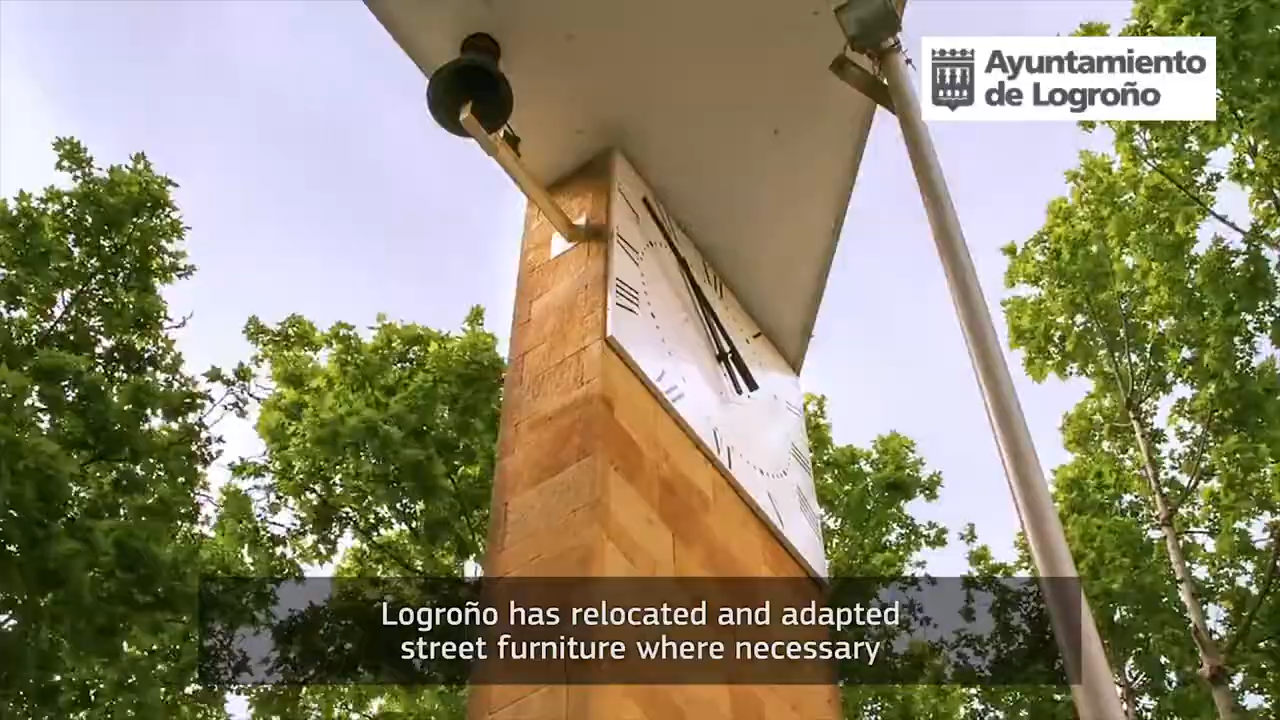 Ayuntamiento
de Logroño
Logroño has relocated and adapted
street furniture where necessary